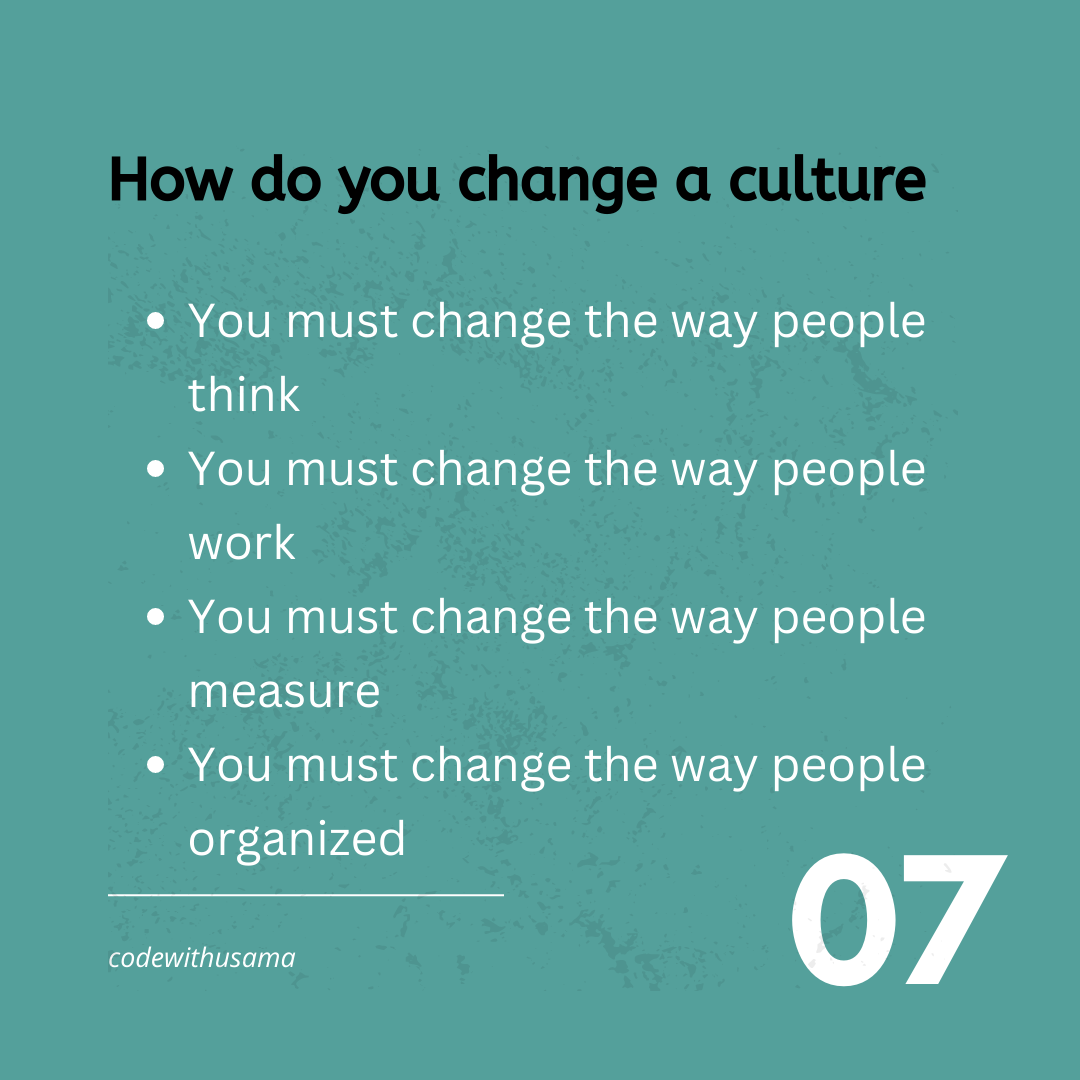 How do you change a culture
• You must change the way people
think
• You must change the way people
work
• You must change the way people
measure
• You must change the way people
organized
07
codewithusama